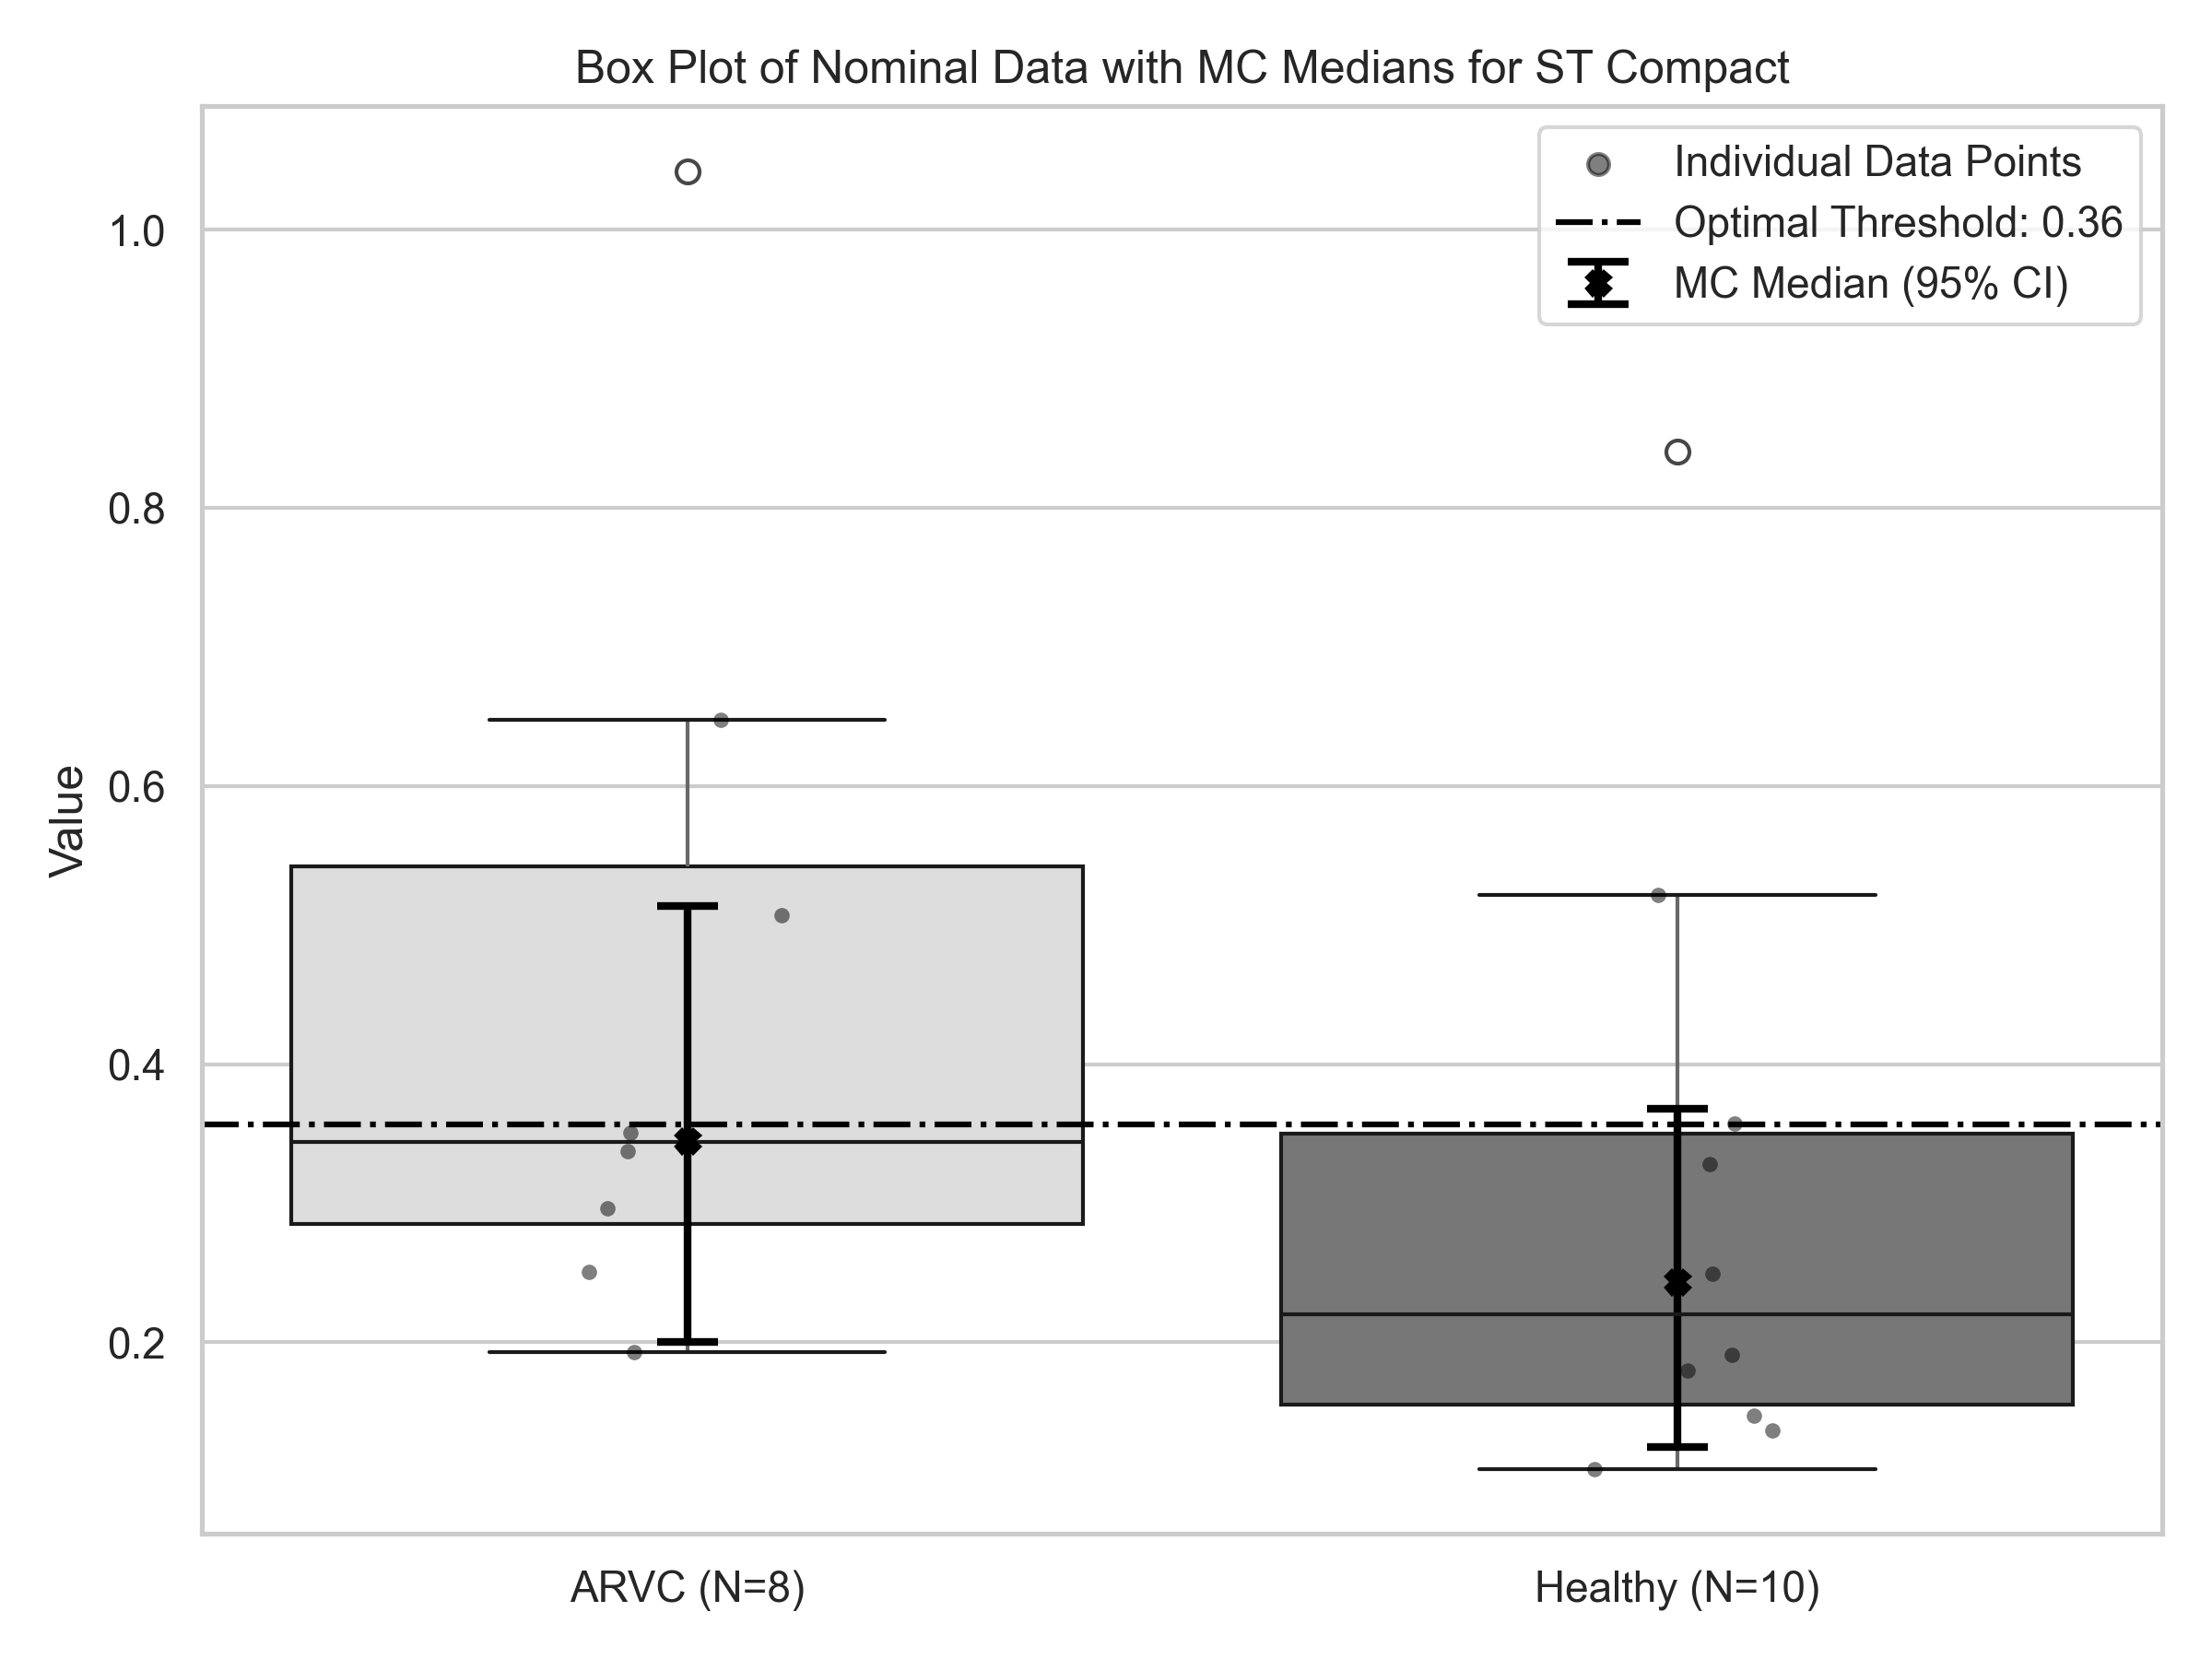 Box Plot of Nominal Data with MC Medians for ST Compact
Individual Data Points
Optimal Threshold: 0.36
MC Median (95% CI)
Value
1.0
0.8
0.6
0.4
0.2
ARVC (N=8)
Healthy (N=10)